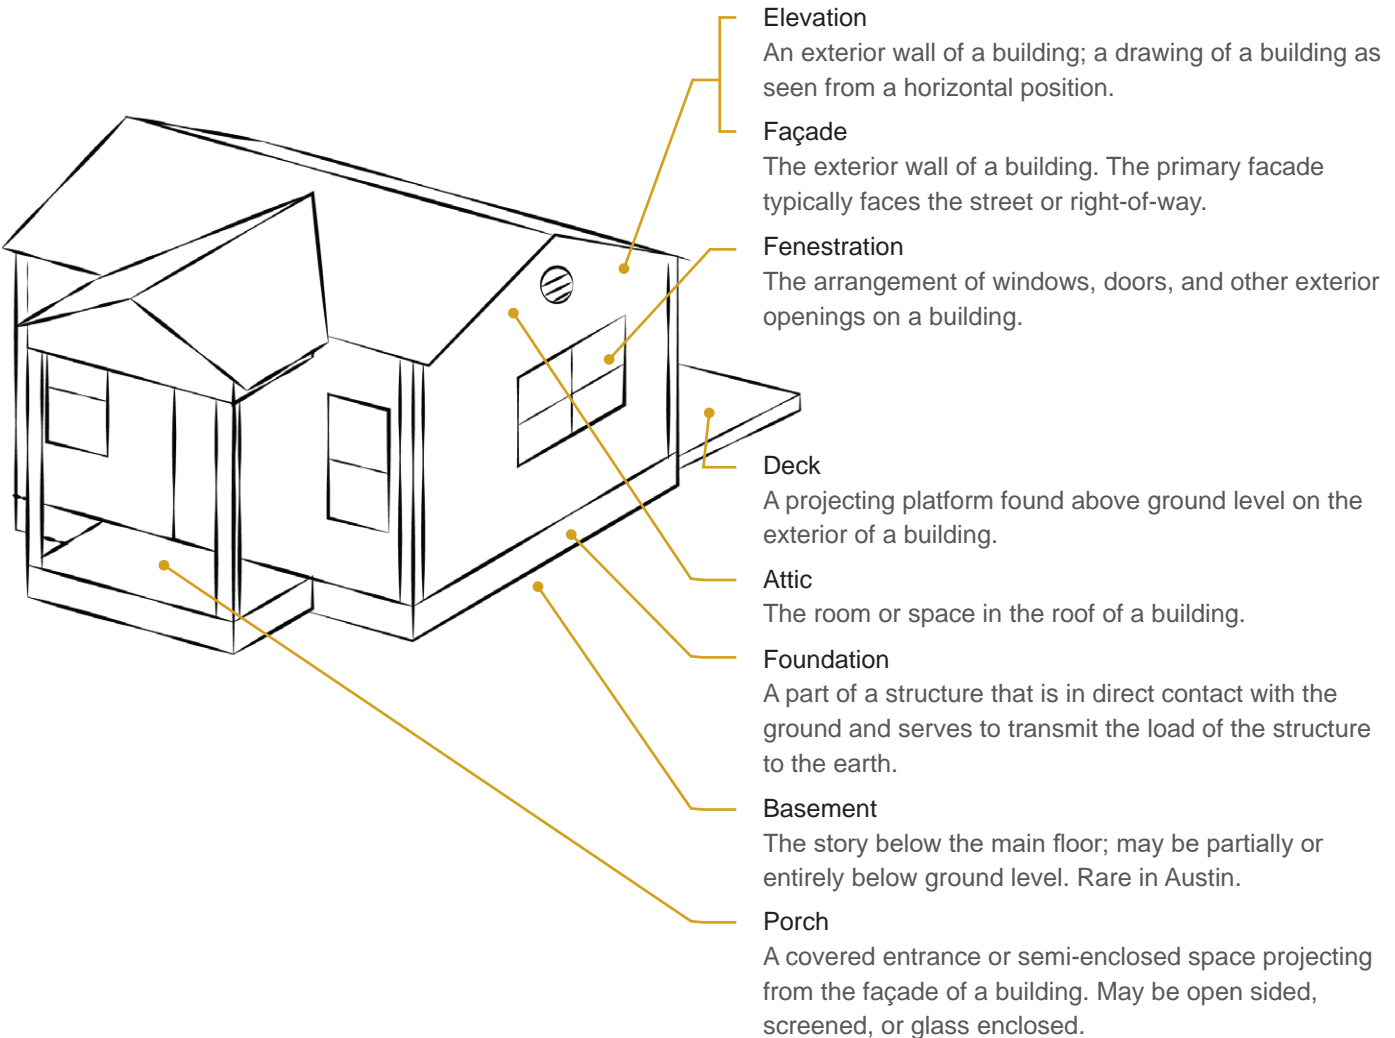 Elevation
An exterior wall of a building; a drawing of a building as
seen from a horizontal position.
Façade
The exterior wall of a building. The primary facade
typically faces the street or right-of-way.
Fenestration
The arrangement of windows, doors, and other exterior
openings on a building.
Deck
A projecting platform found above ground level on the
exterior of a building.
Attic
The room or space in the roof of a building.
Foundation
A part of a structure that is in direct contact with the
ground and serves to transmit the load of the structure
to the earth.
Basement
The story below the main floor; may be partially or
entirely below ground level. Rare in Austin.
Porch
A covered entrance or semi-enclosed space projecting
from the façade of a building. May be open sided,
screened, or glass enclosed.